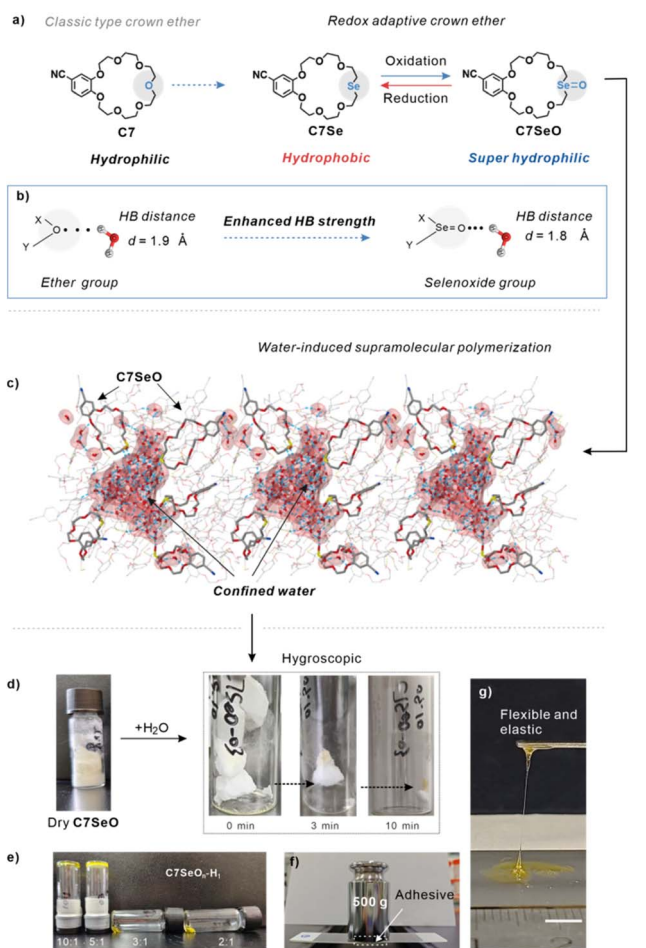 a)
Classic type crown ether
Redox adaptive crown ether
NC
O
O
O
O
O
O
O
C7
Hydrophilic
NC
O
O
O
O
O
O
Se
C7Se
Hydrophobic
Oxidation
Reduction
NC
O
O
O
O
O
O
Se=O
C7SeO
Super hydrophilic
b)
X
Y
O
HB distance
d = 1.9 Å
Ether group
Enhanced HB strength
X
Y
Se=O
HB distance
d = 1.8 Å
Selenoxide group
Water-induced supramolecular polymerization
c)
C7SeO
Confined water
d)
Hygroscopic
+H2O
Dry C7SeO
0 min
3 min
10 min
g)
Flexible and
elastic
e)
C7SeOn-H1
10:1
5:1
3:1
2:1
f)
500 g
Adhesive